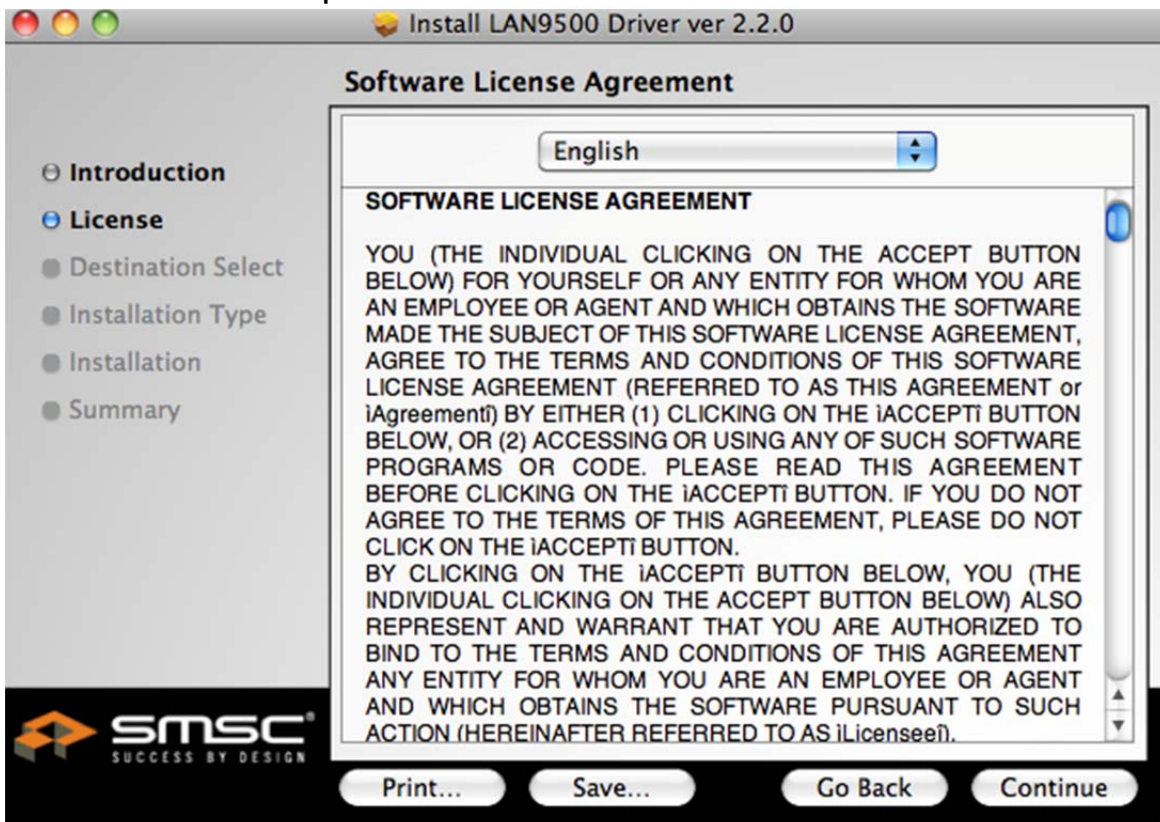 Install LAN9500 Driver ver 2.2.0
Software License Agreement
Introduction
License
Destination Select
Installation Type
Installation
Summary
English
SOFTWARE LICENSE AGREEMENT
YOU (THE INDIVIDUAL CLICKING ON THE ACCEPT BUTTON
BELOW) FOR YOURSELF OR ANY ENTITY FOR WHOM YOU ARE
AN EMPLOYEE OR AGENT AND WHICH OBTAINS THE SOFTWARE
MADE THE SUBJECT OF THIS SOFTWARE LICENSE AGREEMENT,
AGREE TO THE TERMS AND CONDITIONS OF THIS SOFTWARE
LICENSE AGREEMENT (REFERRED TO AS THIS AGREEMENT or
ìAgreementî) BY EITHER (1) CLICKING ON THE ìACCEPTî BUTTON
BELOW, OR (2) ACCESSING OR USING ANY OF SUCH SOFTWARE
PROGRAMS OR CODE. PLEASE READ THIS AGREEMENT
BEFORE CLICKING ON THE ìACCEPTî BUTTON. IF YOU DO NOT
AGREE TO THE TERMS OF THIS AGREEMENT, PLEASE DO NOT
CLICK ON THE ìACCEPTî BUTTON.
BY CLICKING ON THE ìACCEPTî BUTTON BELOW, YOU (THE
INDIVIDUAL CLICKING ON THE ACCEPT BUTTON BELOW) ALSO
REPRESENT AND WARRANT THAT YOU ARE AUTHORIZED TO
BIND TO THE TERMS AND CONDITIONS OF THIS AGREEMENT
ANY ENTITY FOR WHOM YOU ARE AN EMPLOYEE OR AGENT
AND WHICH OBTAINS THE SOFTWARE PURSUANT TO SUCH
ACTION (HEREINAFTER REFERRED TO AS ìLicenseeî).
smsc
SUCCESS BY DESIGN
Print...
Save...
Go Back
Continue